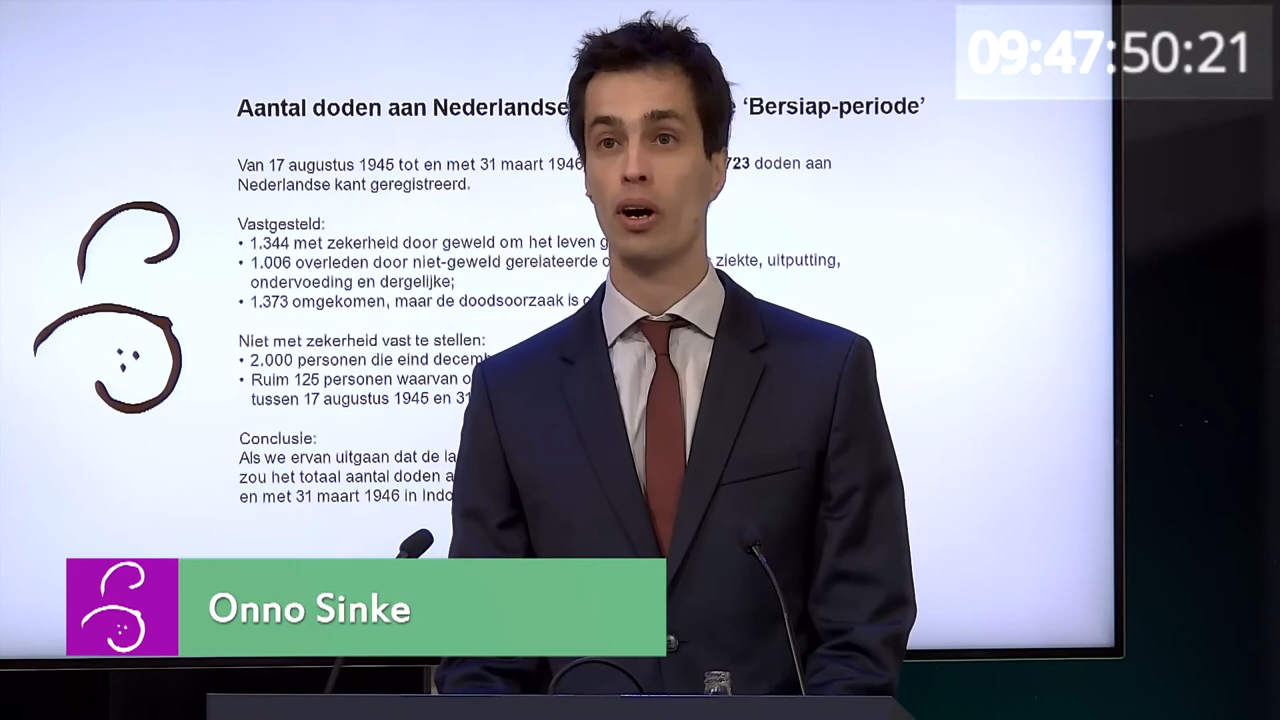 09:47:50:21
Aantal doden aan Nederlandse ‘Bersiap-periode’
Van 17 augustus 1945 tot en met 31 maart 1946 723 doden aan
Nederlandse kant geregistreerd.
Vastgesteld:
• 1.344 met zekerheid door geweld om het leven
• 1.006 overleden door niet-geweld gerelateerde ziekte, uitputting,
ondervoeding en dergelijke;
• 1.373 omgekomen, maar de doodsoorzaak is
Niet met zekerheid vast te stellen:
• 2.000 personen die eind
• Ruim 125 personen waarvan
tussen 17 augustus 1945 en 31
Conclusie:
Als we ervan uitgaan dat de
zou het totaal aantal doden
en met 31 maart 1946 in
Onno Sinke